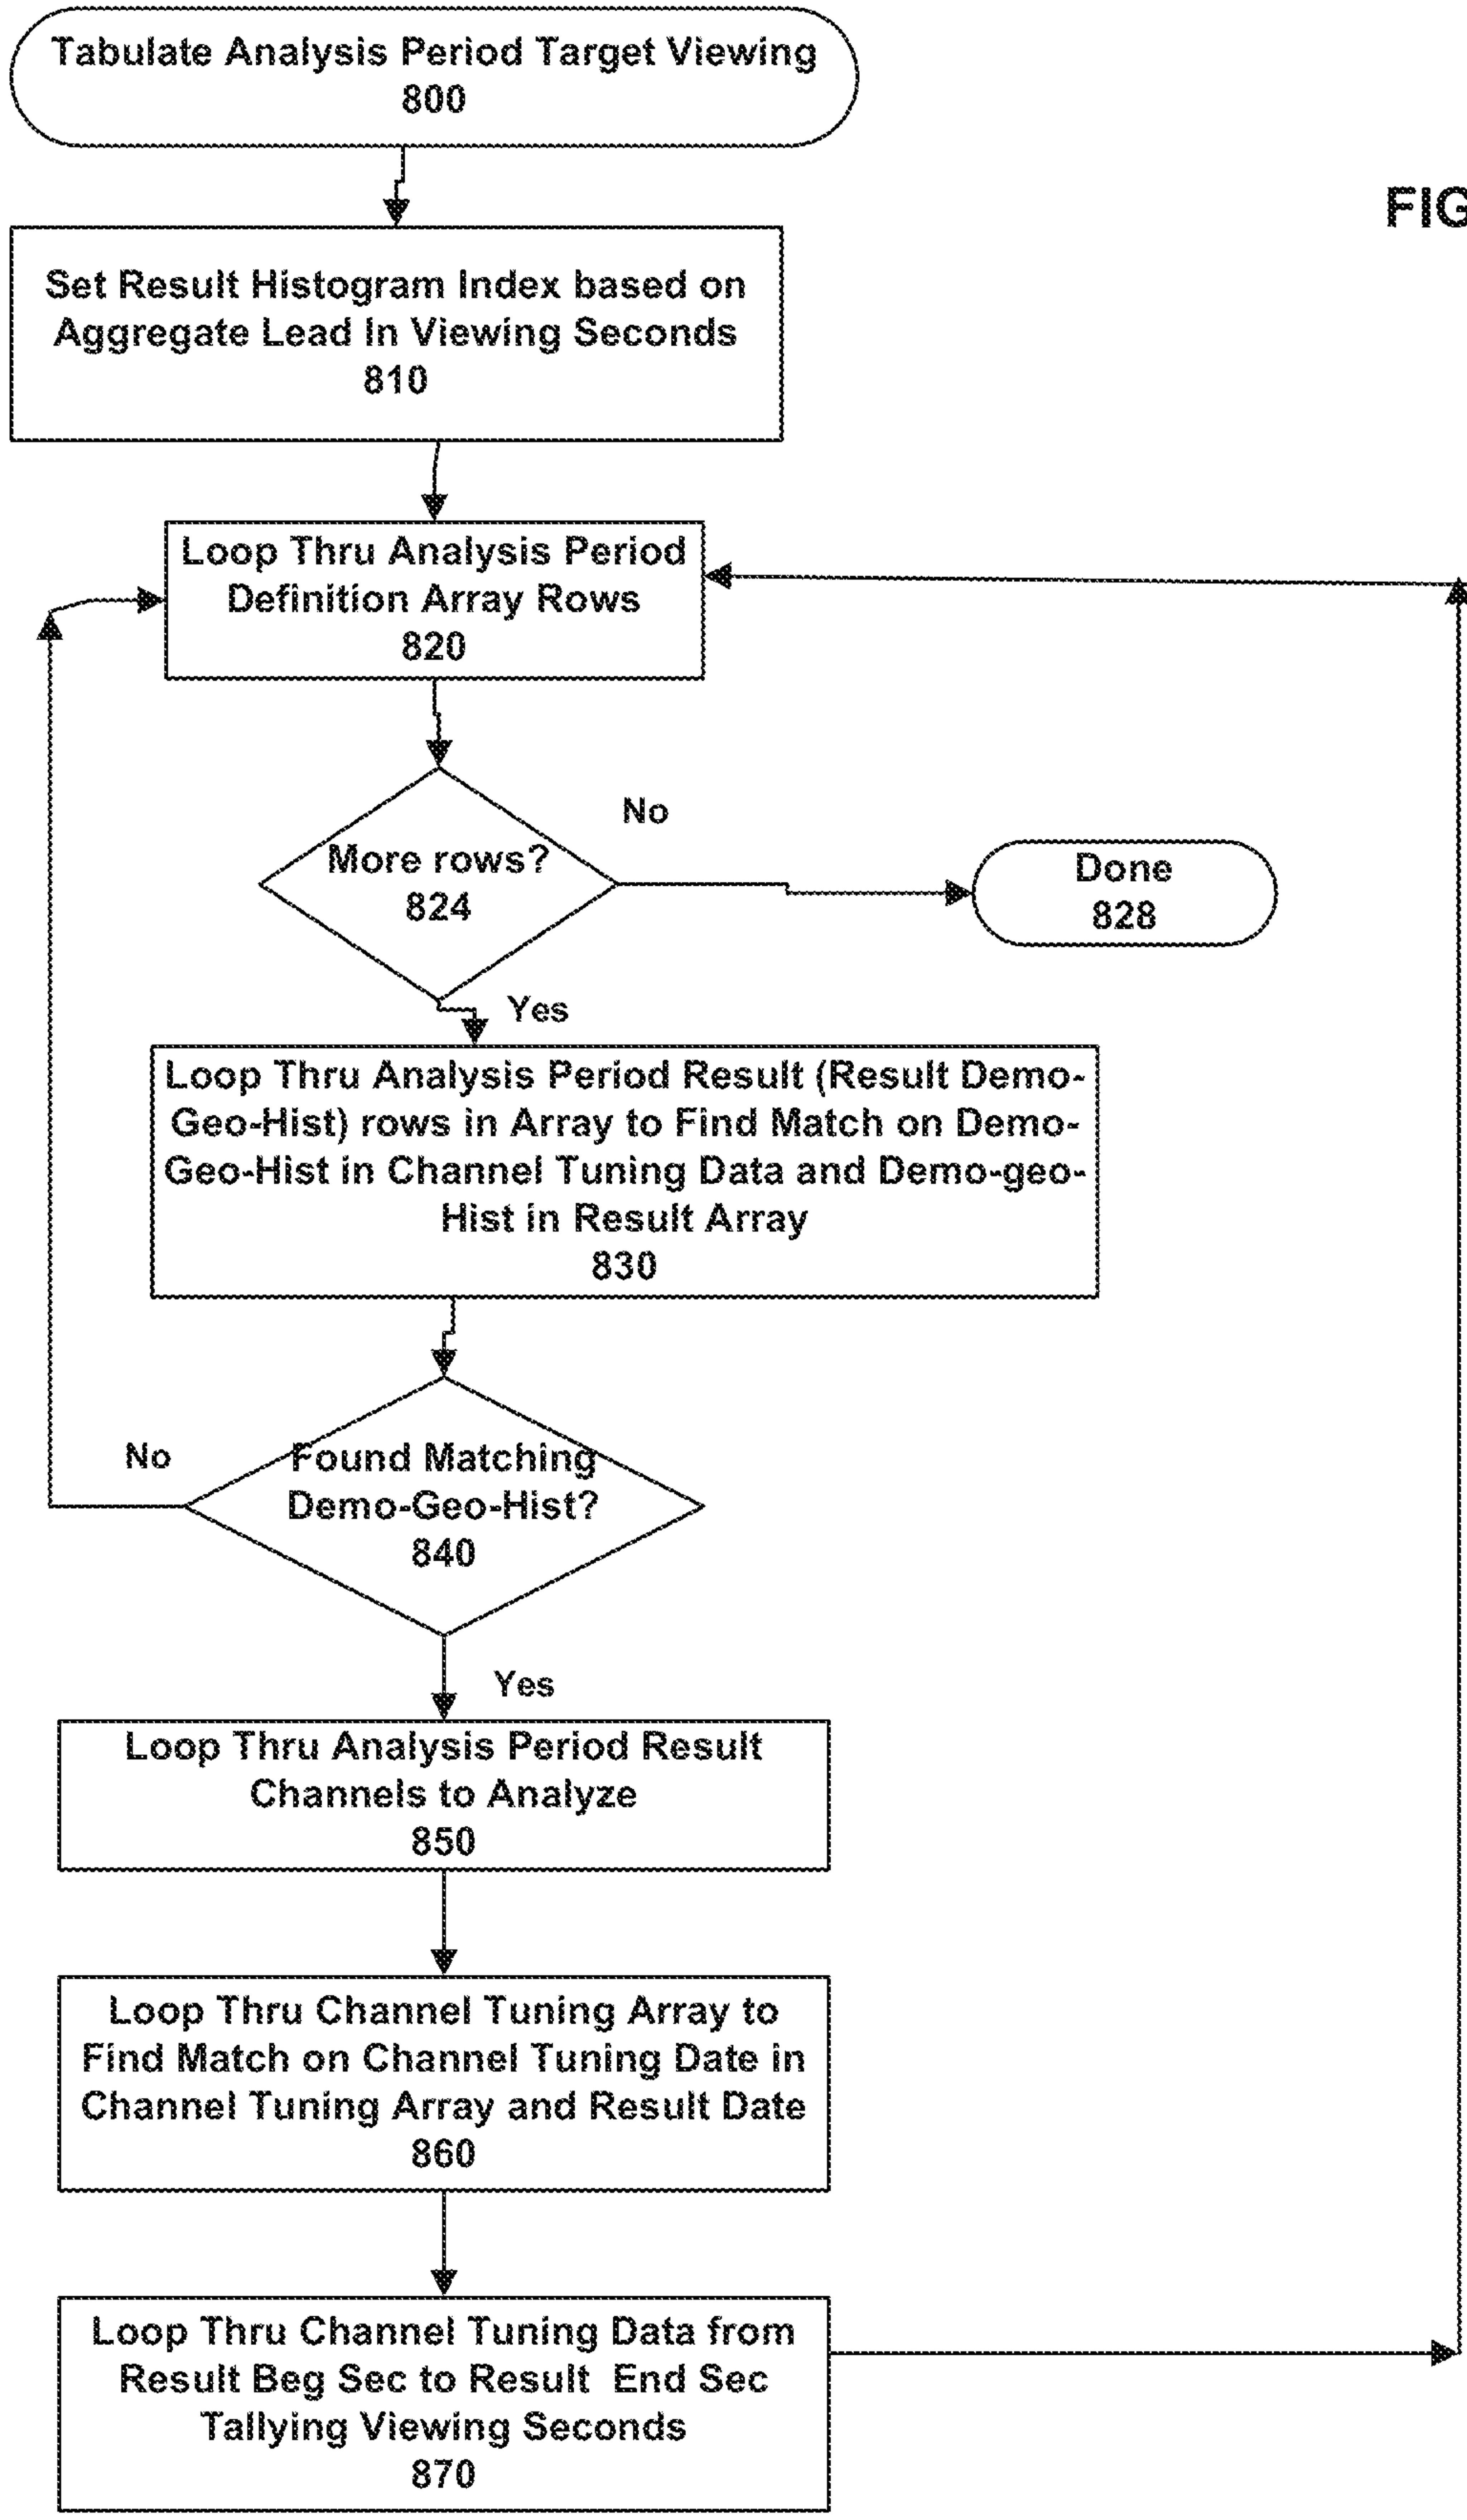 Tabulate Analysis Period Target Viewing
800
FIG
Set Result Histogram Index based on
Aggregate Lead In Viewing Seconds
810
Loop Thru Analysis Period
Definition Array Rows
820
No
More rows?
824
Done
828
Yes
Loop Thru Analysis Period Result (Result Demo-
Geo-Hist) rows in Array to Find Match on Demo-
Geo-Hist in Channel Tuning Data and Demo-geo-
Hist in Result Array
830
No
Found Matching
Demo-Geo-Hist?
840
Yes
Loop Thru Analysis Period Result
Channels to Analyze
850
Loop Thru Channel Tuning Array to
Find Match on Channel Tuning Date in
Channel Tuning Array and Result Date
860
Loop Thru Channel Tuning Data from
Result Beg Sec to Result End Sec
Tallying Viewing Seconds
870